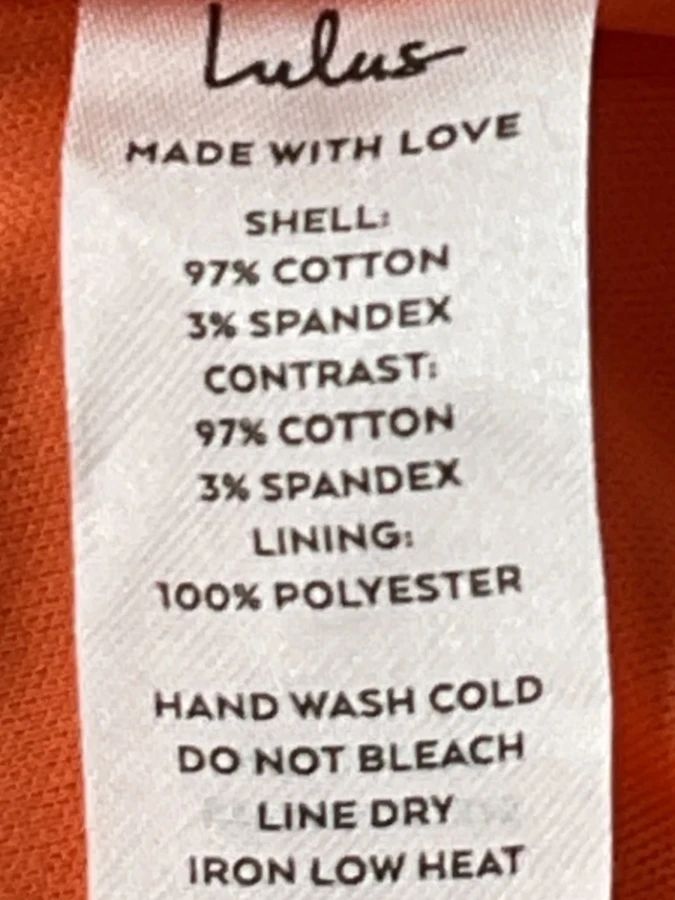 Lulus
MADE WITH LOVE
SHELL:
97% COTTON
3% SPANDEX
CONTRAST:
97% COTTON
3% SPANDEX
LINING:
100% POLYESTER
HAND WASH COLD
DO NOT BLEACH
LINE DRY
IRON LOW HEAT